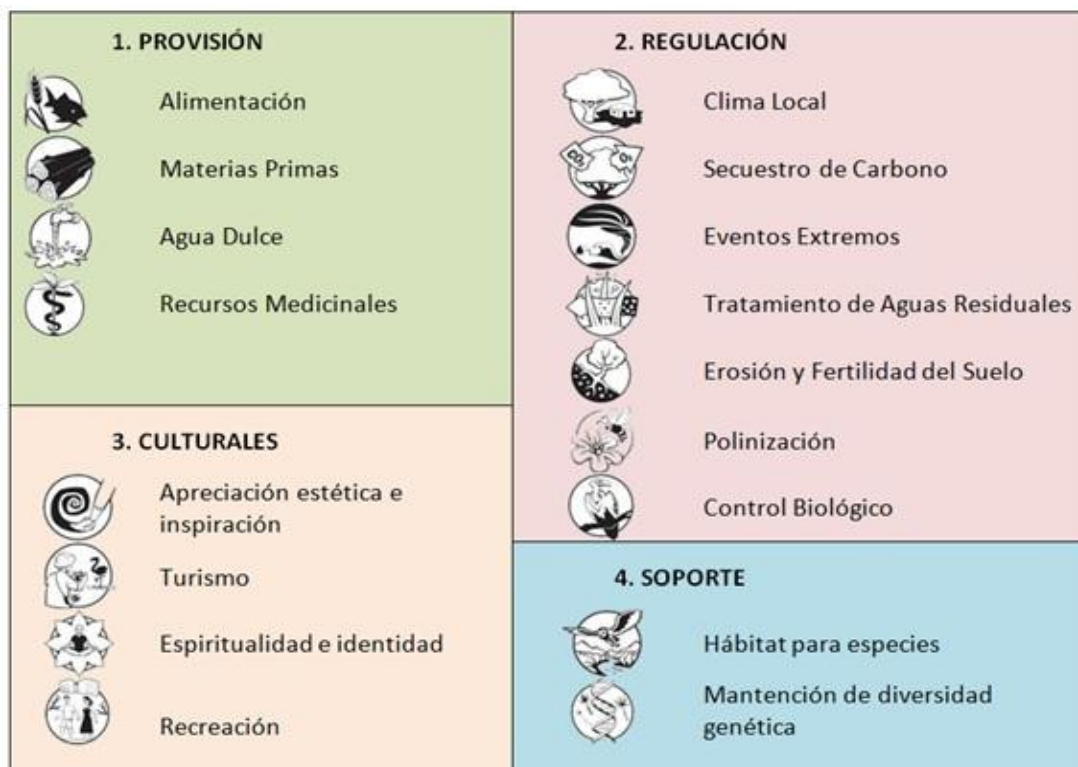 1. PROVISIÓN
Alimentación
Materias Primas
Agua Dulce
Recursos Medicinales
2. REGULACIÓN
Clima Local
CO₂
O₂
Secuestro de Carbono
Eventos Extremos
Tratamiento de Aguas Residuales
Erosión y Fertilidad del Suelo
Polinización
Control Biológico
3. CULTURALES
Apreciación estética e
inspiración
Turismo
Espiritualidad e identidad
Recreación
4. SOPORTE
Hábitat para especies
Mantención de diversidad
genética